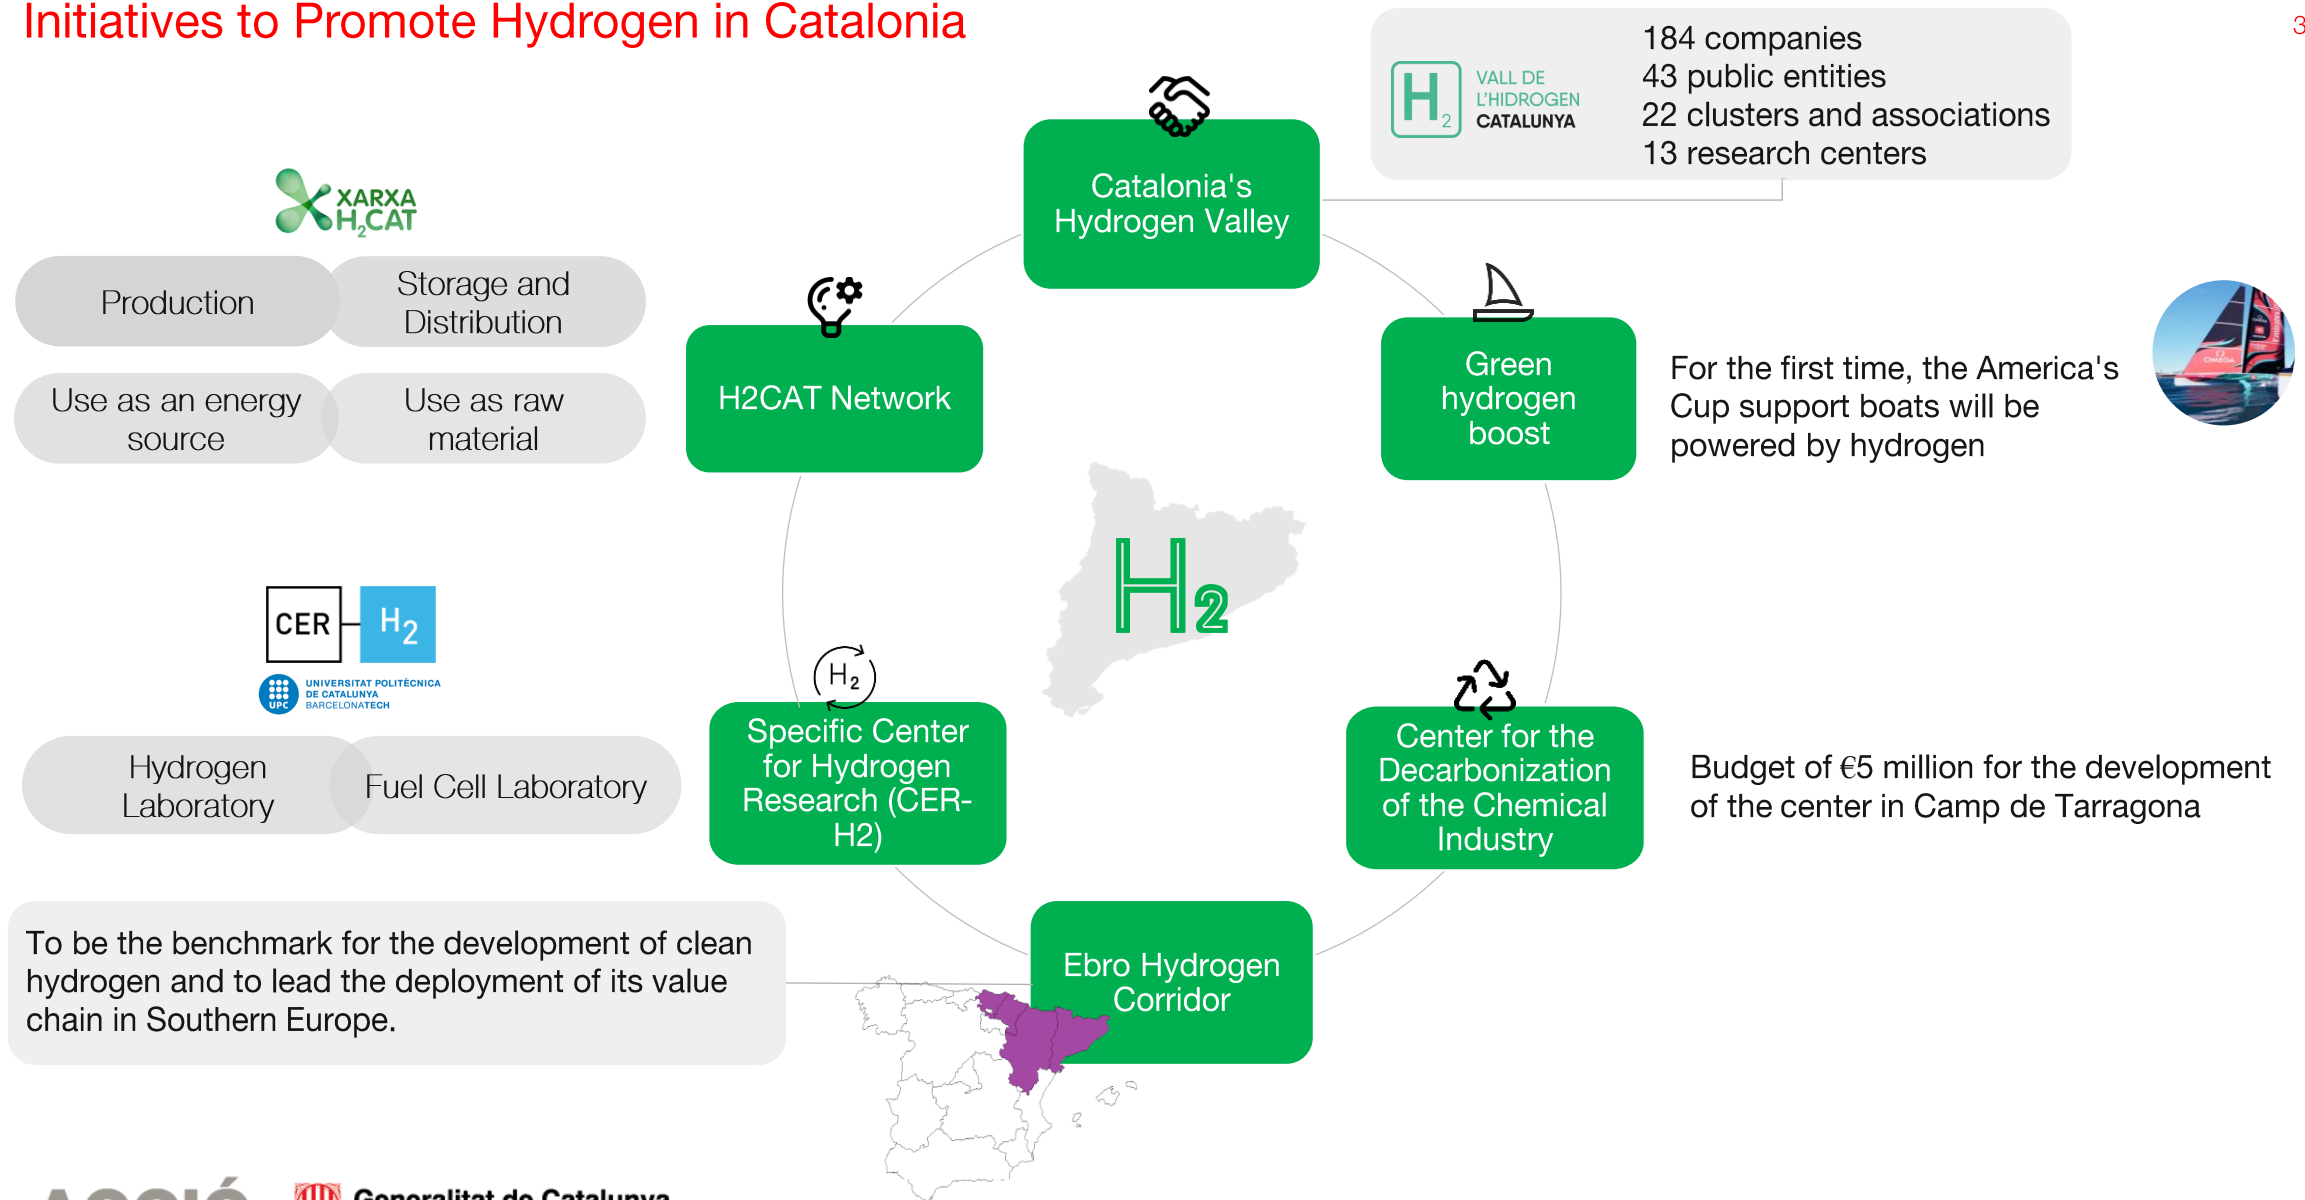 Initiatives to Promote Hydrogen in Catalonia
3
H2
VALL DE
L'HIDROGEN
CATALUNYA
184 companies
43 public entities
22 clusters and associations
13 research centers
Catalonia's
Hydrogen Valley
XARXA
H2CAT
Production
Storage and
Distribution
Use as an energy
source
Use as raw
material
H2CAT Network
Green
hydrogen
boost
For the first time, the America's
Cup support boats will be
powered by hydrogen
OMEGA
H2
CER
H2
UPC
UNIVERSITAT POLITÈCNICA
DE CATALUNYA
BARCELONATECH
Hydrogen
Laboratory
Fuel Cell Laboratory
H2
Specific Center
for Hydrogen
Research (CER-
H2)
Center for the
Decarbonization
of the Chemical
Industry
Budget of €5 million for the development
of the center in Camp de Tarragona
To be the benchmark for the development of clean
hydrogen and to lead the deployment of its value
chain in Southern Europe.
Ebro Hydrogen
Corridor
ACCIÓ
Generalitat de Catalunya